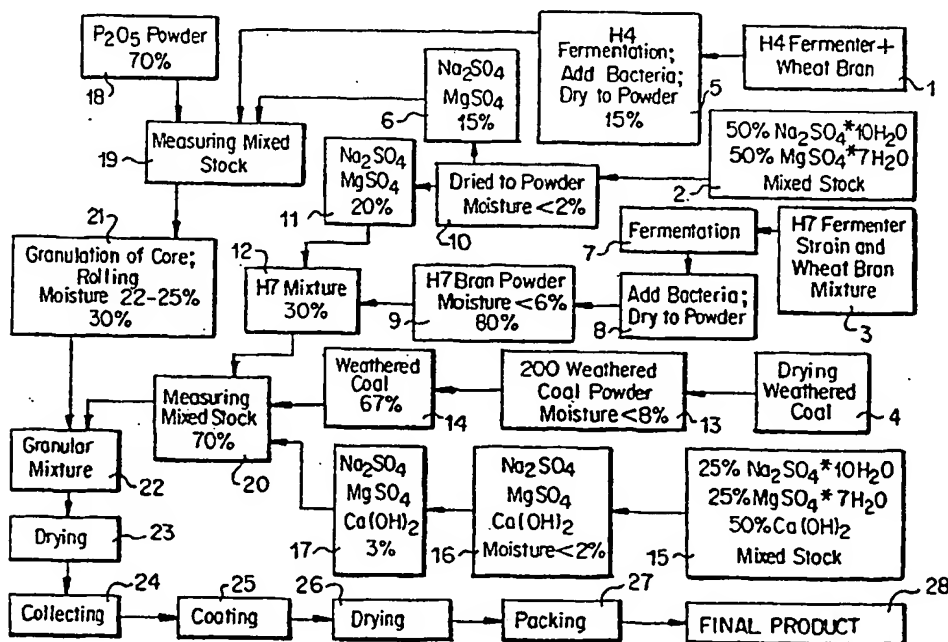 P₂O₅ Powder
70%
18
Na₂SO₄
MgSO₄
15%
6
H4
Fermentation;
Add Bacteria;
Dry to Powder
15%
5
H4 Fermenter+
Wheat Bran
1
Measuring Mixed
Stock
19
Na₂SO₄
MgSO₄
20%
11
Dried to Powder
Moisture <2%
10
50% Na₂SO₄*10H₂O
50% MgSO₄*7H₂O
Mixed Stock
2
21
Granulation of Core;
Rolling
Moisture 22-25%
30%
12
H7 Mixture
30%
H7 Bran Powder
Moisture <6%
80%
9
7
Fermentation
Add Bacteria;
Dry to Powder
8
H7 Fermenter
Strain and
Wheat Bran
Mixture
3
Measuring
Mixed Stock
70%
20
Weathered
Coal
67%
14
200 Weathered
Coal Powder
Moisture <8%
13
Drying
Weathered
Coal
4
Granular
Mixture
22
Na₂SO₄
MgSO₄
Ca(OH)₂
3%
17
Na₂SO₄
MgSO₄
Ca(OH)₂
Moisture <2%
16
25% Na₂SO₄*10H₂O
25% MgSO₄*7H₂O
50% Ca(OH)₂
Mixed Stock
15
Drying
23
Collecting
24
Coating
25
Drying
26
Packing
27
FINAL PRODUCT
28